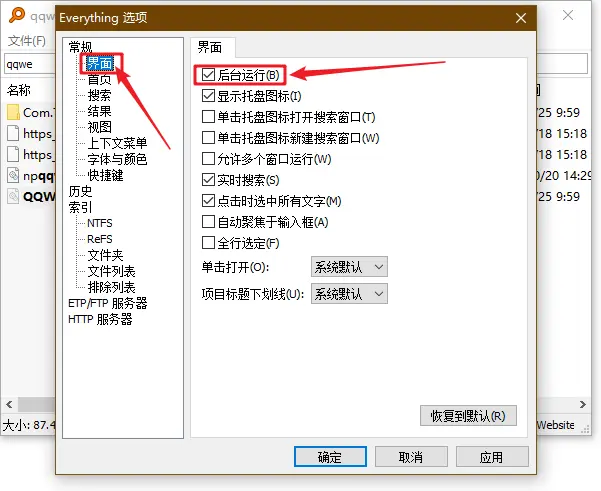 qqw
Everything 选项
文件(F)
qqwe
名称
Com.
https_
https_
npqq
QQW
常规
界面
首页
搜索
结果
视图
上下文菜单
字体与颜色
快捷键
历史
索引
NTFS
ReFS
文件夹
文件列表
排除列表
ETP/FTP 服务器
HTTP 服务器
界面
后台运行(B)
显示托盘图标(I)
单击托盘图标打开搜索窗口(T)
单击托盘图标新建搜索窗口(W)
允许多个窗口运行(W)
实时搜索(S)
点击时选中所有文字(M)
自动聚焦于输入框(A)
全行选定(F)
单击打开(O): 系统默认
项目标题下划线(U): 系统默认
恢复到默认(R)
确定 取消 应用
/25 9:59
/18 15:18
/18 15:18
0/20 14:29
/25 9:59
大小: 87.4
Website